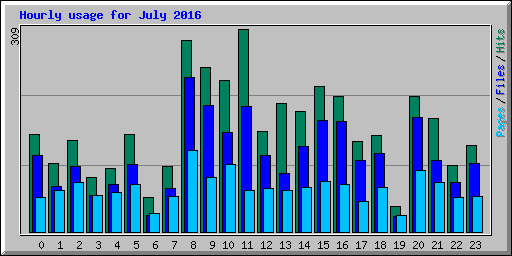 Hourly usage for July 2016
309
Pages/Files/Hits
0 1 2 3 4 5 6 7 8 9 10 11 12 13 14 15 16 17 18 19 20 21 22 23